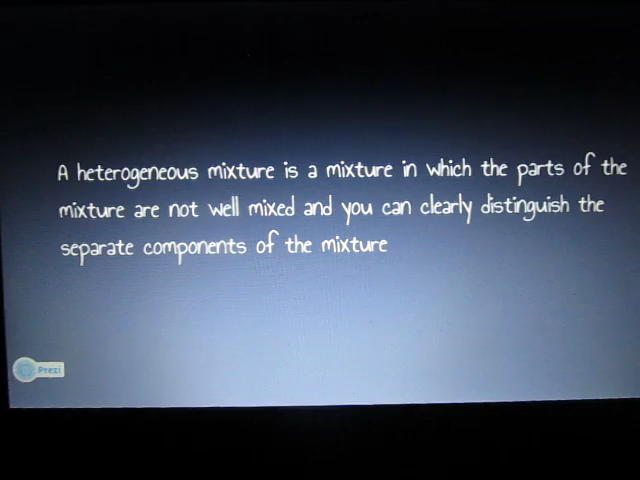 A heterogeneous mixture is a mixture in which the parts of the
mixture are not well mixed and you can clearly distinguish the
separate components of the mixture
Prezi